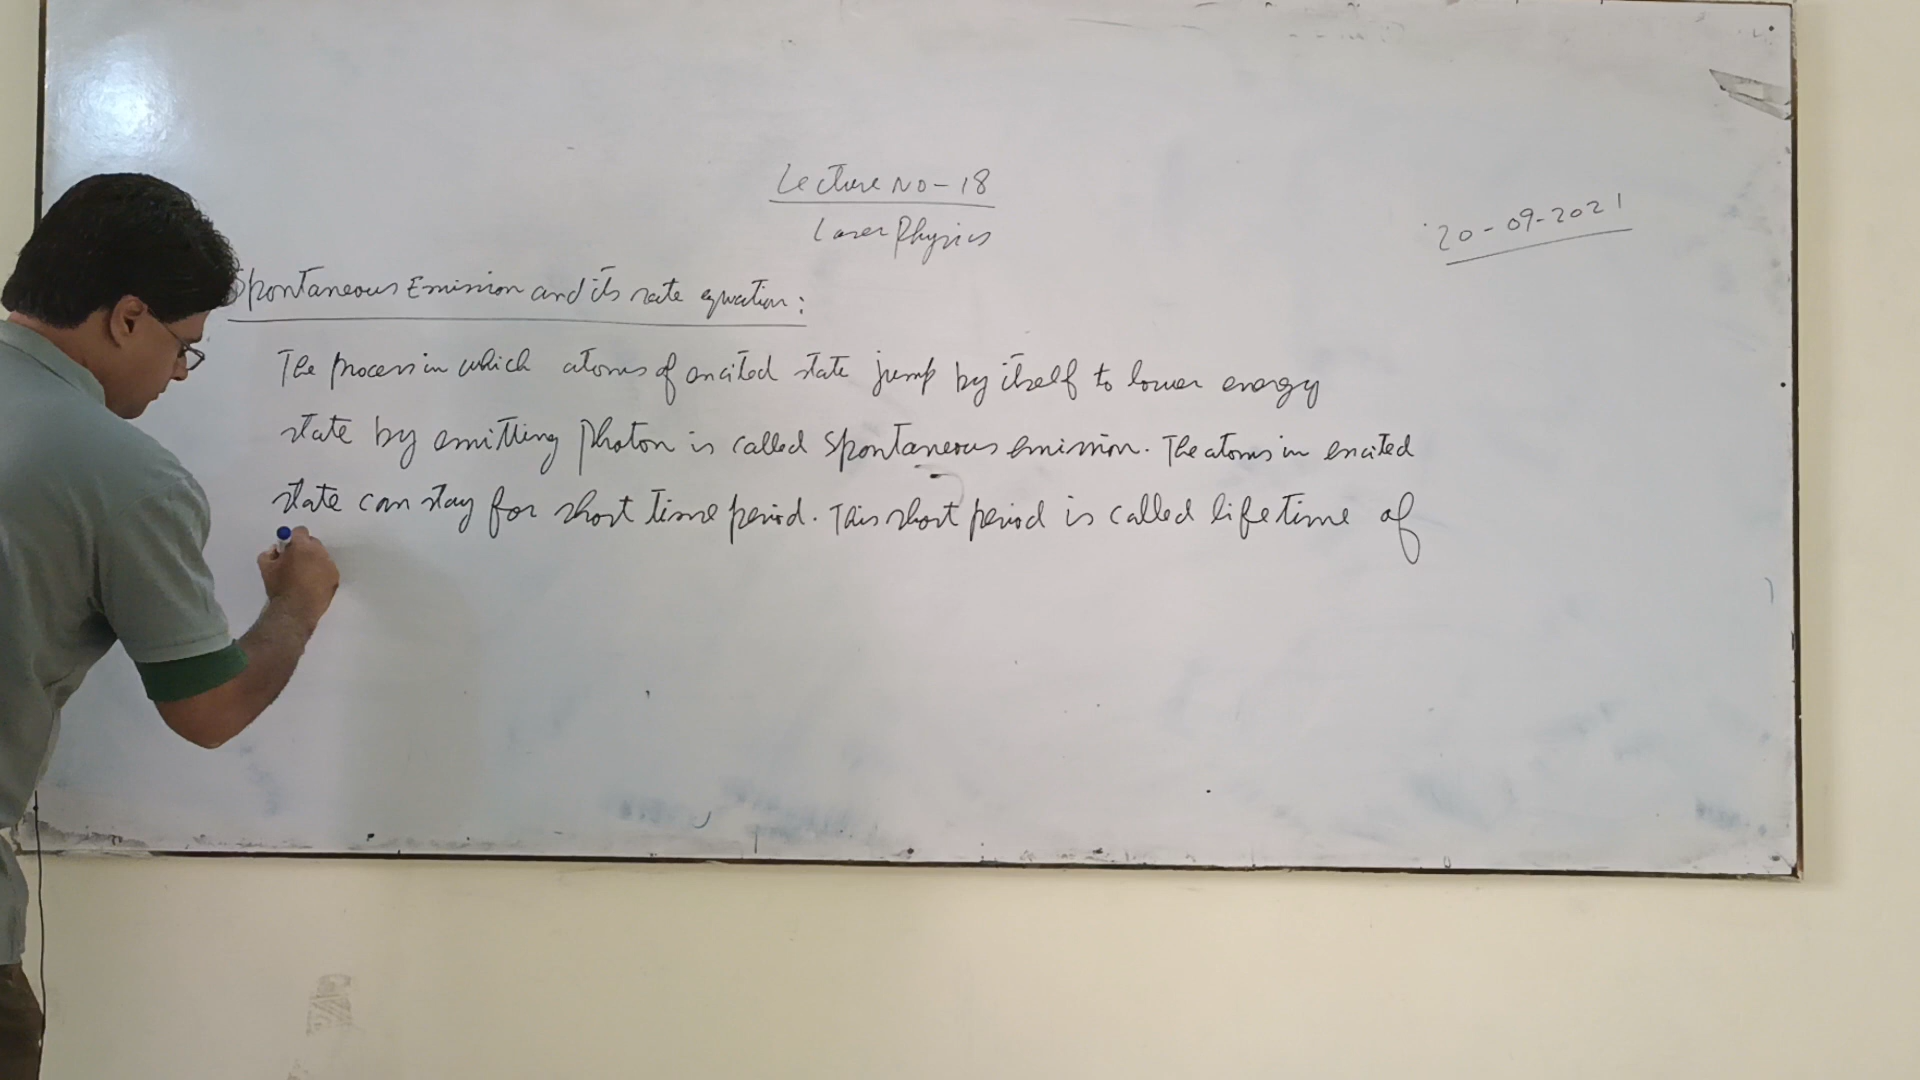 Lecture No-18
Laser Physics
20-09-2021
Spontaneous Emission and its rate equation:
The process in which atoms of excited state jump by itself to lower energy
state by emitting photon is called spontaneous emission. The atoms in excited
state can stay for short time period. This short period is called life time of